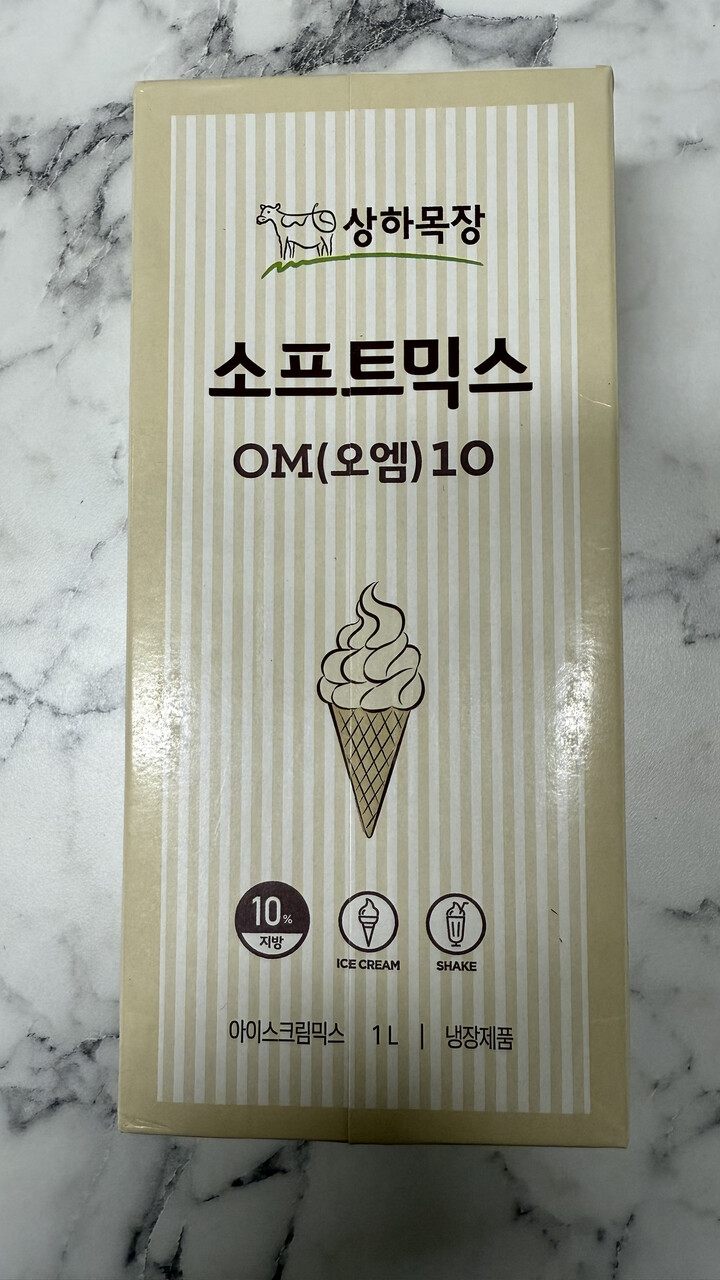 상하목장
소프트믹스
OM(오엠)10
10%
지방
ICE CREAM
SHAKE
아이스크림믹스 1L | 냉장제품